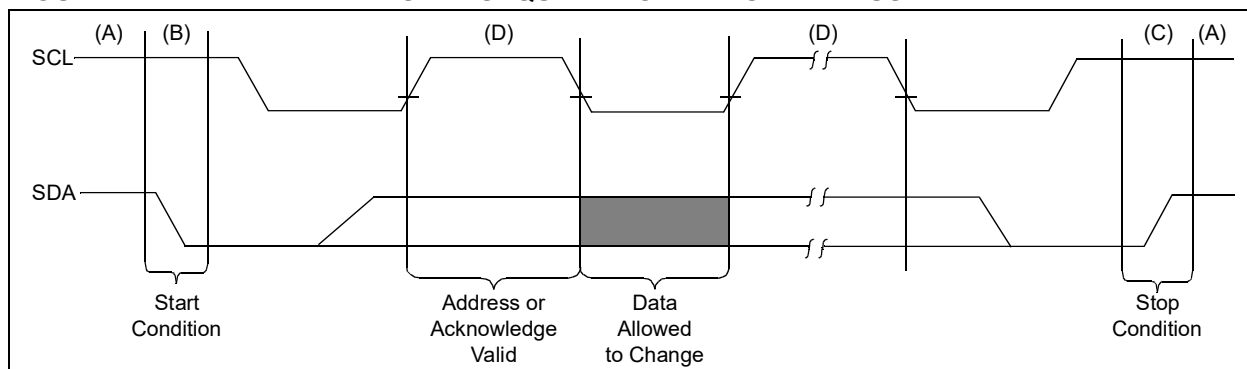 (A) (B) (D) (D) (C) (A)
SCL
SDA
Start
Condition
Address or
Acknowledge
Valid
Data
Allowed
to Change
Stop
Condition